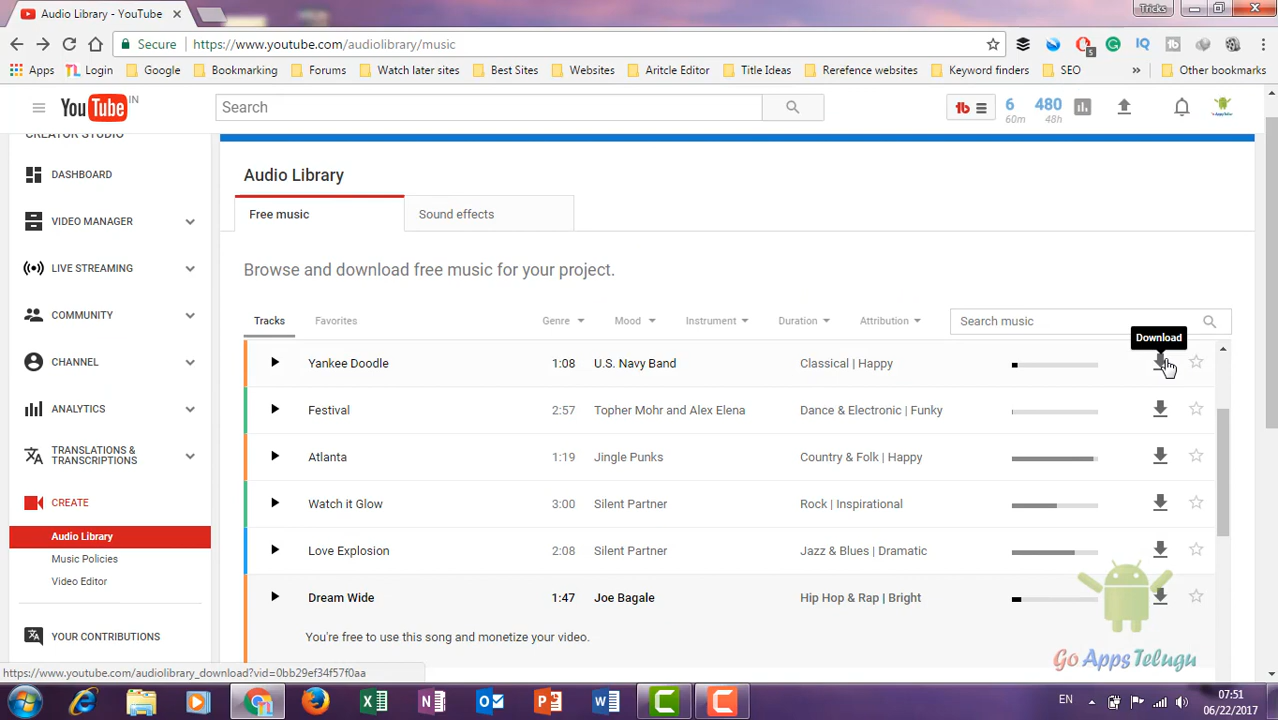 Audio Library - YouTube
Tricks
Secure
https://www.youtube.com/audiolibrary/music
5
IQ
Apps
TL Login
Google
Bookmarking
Forums
Watch later sites
Best Sites
Websites
Aritcle Editor
Title Ideas
Rerefence websites
Keyword finders
SEO
»
Other bookmarks
YouTube IN
Search
tb
6
60m
480
48h
CREATOR STUDIO
DASHBOARD
VIDEO MANAGER
LIVE STREAMING
COMMUNITY
CHANNEL
ANALYTICS
TRANSLATIONS &
TRANSCRIPTIONS
CREATE
Audio Library
Music Policies
Video Editor
YOUR CONTRIBUTIONS
Audio Library
Free music
Sound effects
Browse and download free music for your project.
Tracks
Favorites
Genre
Mood
Instrument
Duration
Attribution
Search music
Download
Yankee Doodle 1:08 U.S. Navy Band Classical | Happy
Festival 2:57 Topher Mohr and Alex Elena Dance & Electronic | Funky
Atlanta 1:19 Jingle Punks Country & Folk | Happy
Watch it Glow 3:00 Silent Partner Rock | Inspirational
Love Explosion 2:08 Silent Partner Jazz & Blues | Dramatic
Dream Wide 1:47 Joe Bagale Hip Hop & Rap | Bright
You're free to use this song and monetize your video.
Go Apps Telugu
https://www.youtube.com/audiolibrary_download?vid=0bb29ef34f57f0aa
EN
07:51
06/22/2017